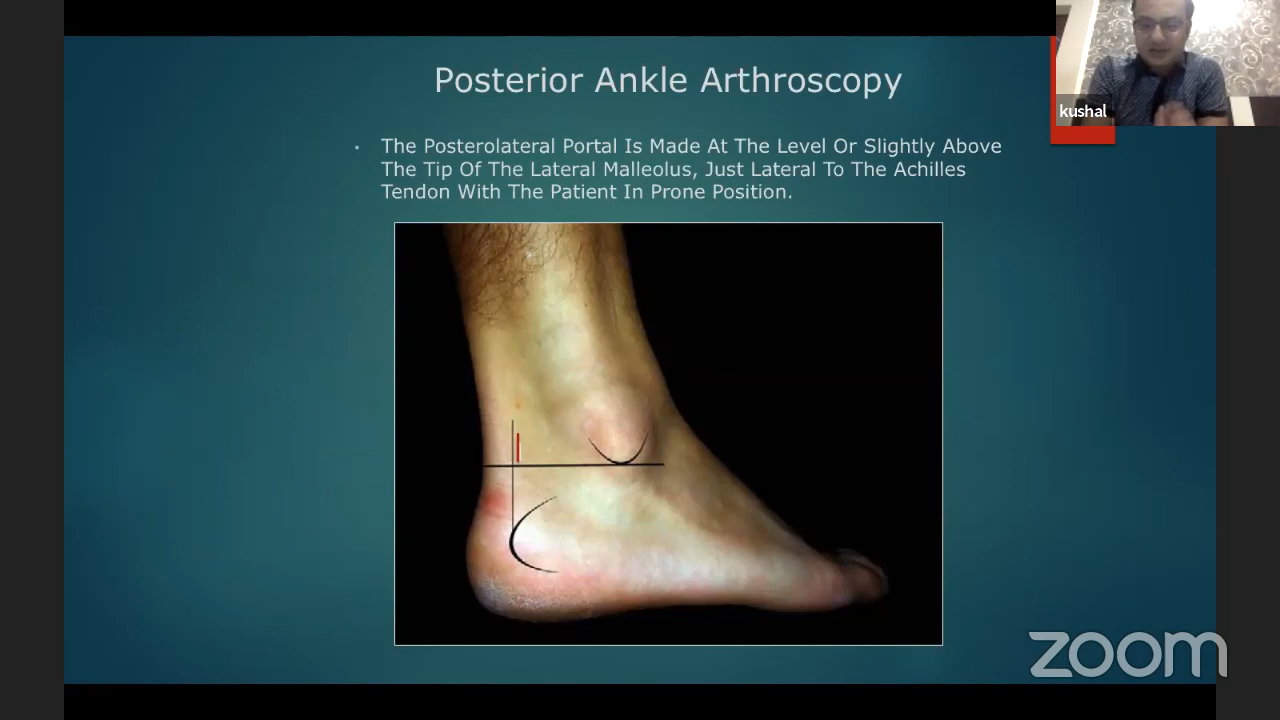 Posterior Ankle Arthroscopy
kushal
The Posterolateral Portal Is Made At The Level Or Slightly Above
The Tip Of The Lateral Malleolus, Just Lateral To The Achilles
Tendon With The Patient In Prone Position.
zoom